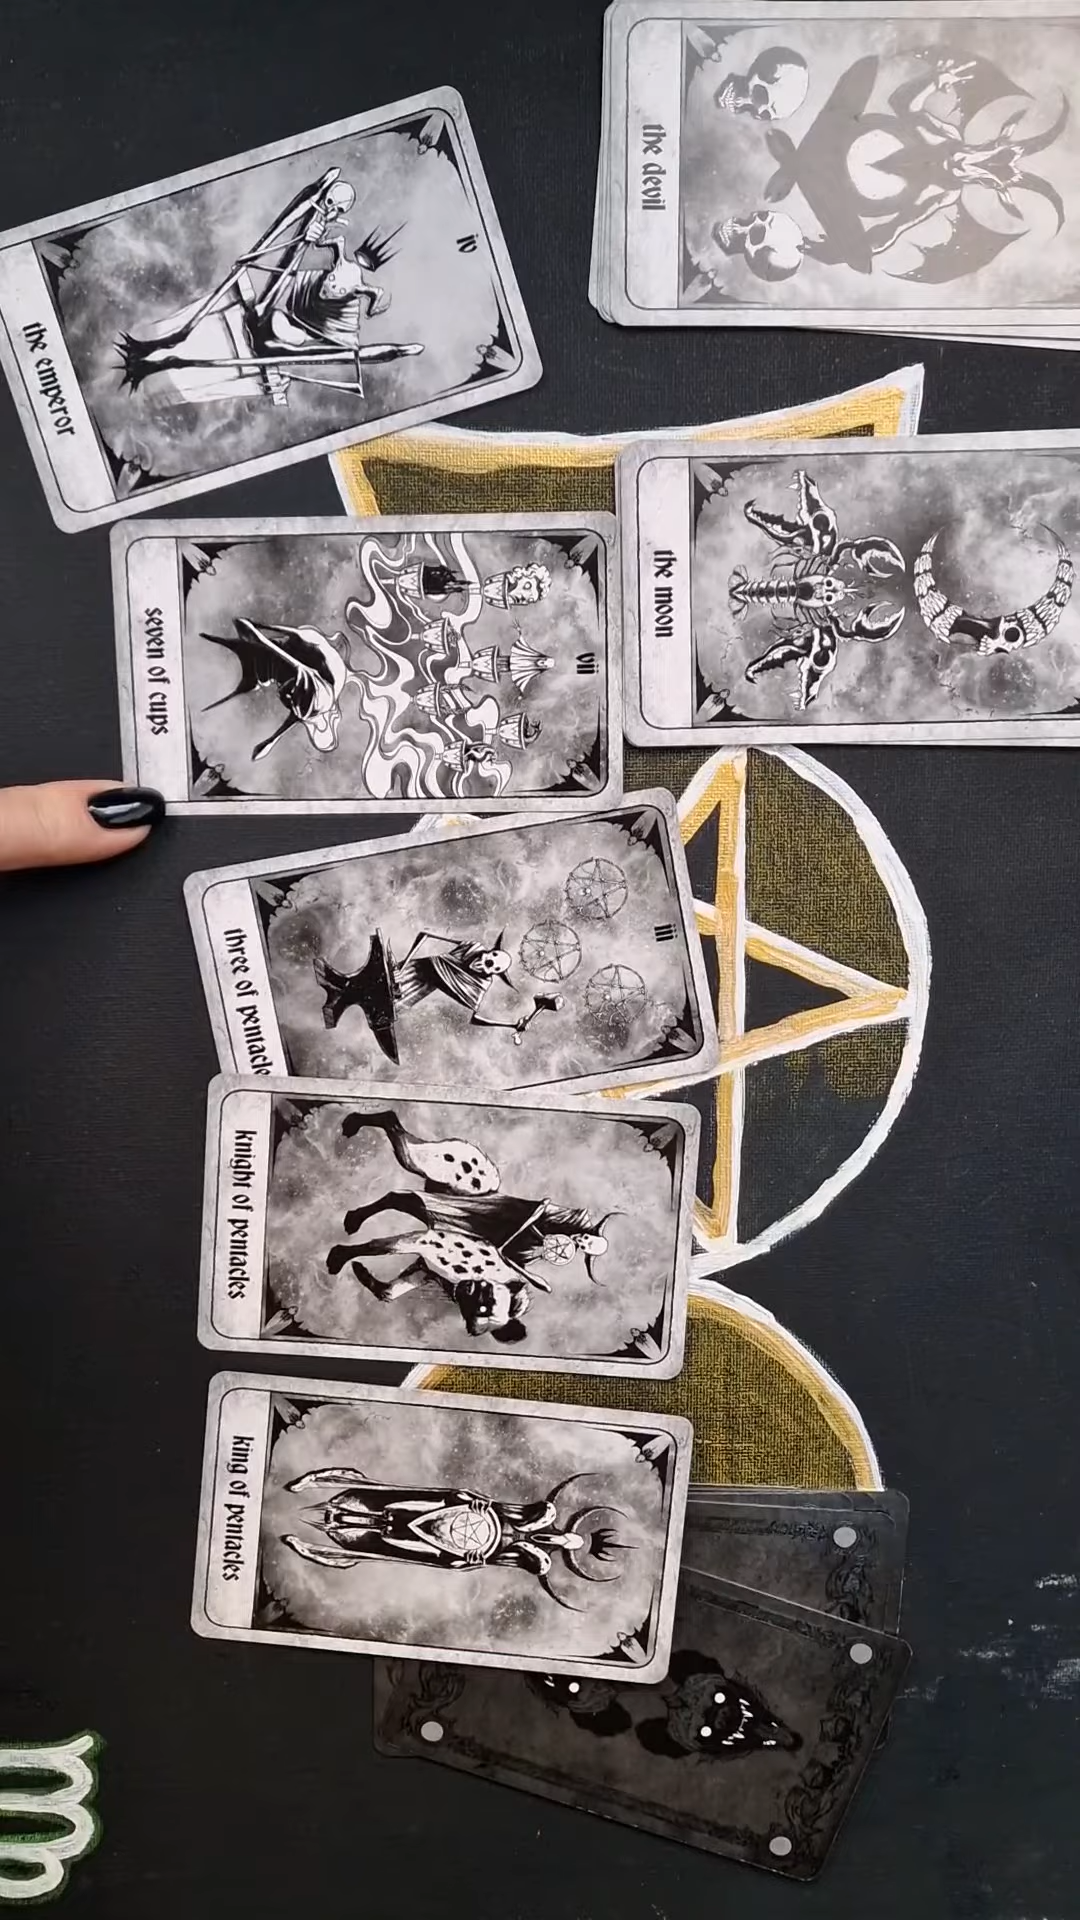 the devil
iv
the emperor
the moon
vii
seven of cups
iii
three of pentacle
knight of pentacles
king of pentacles